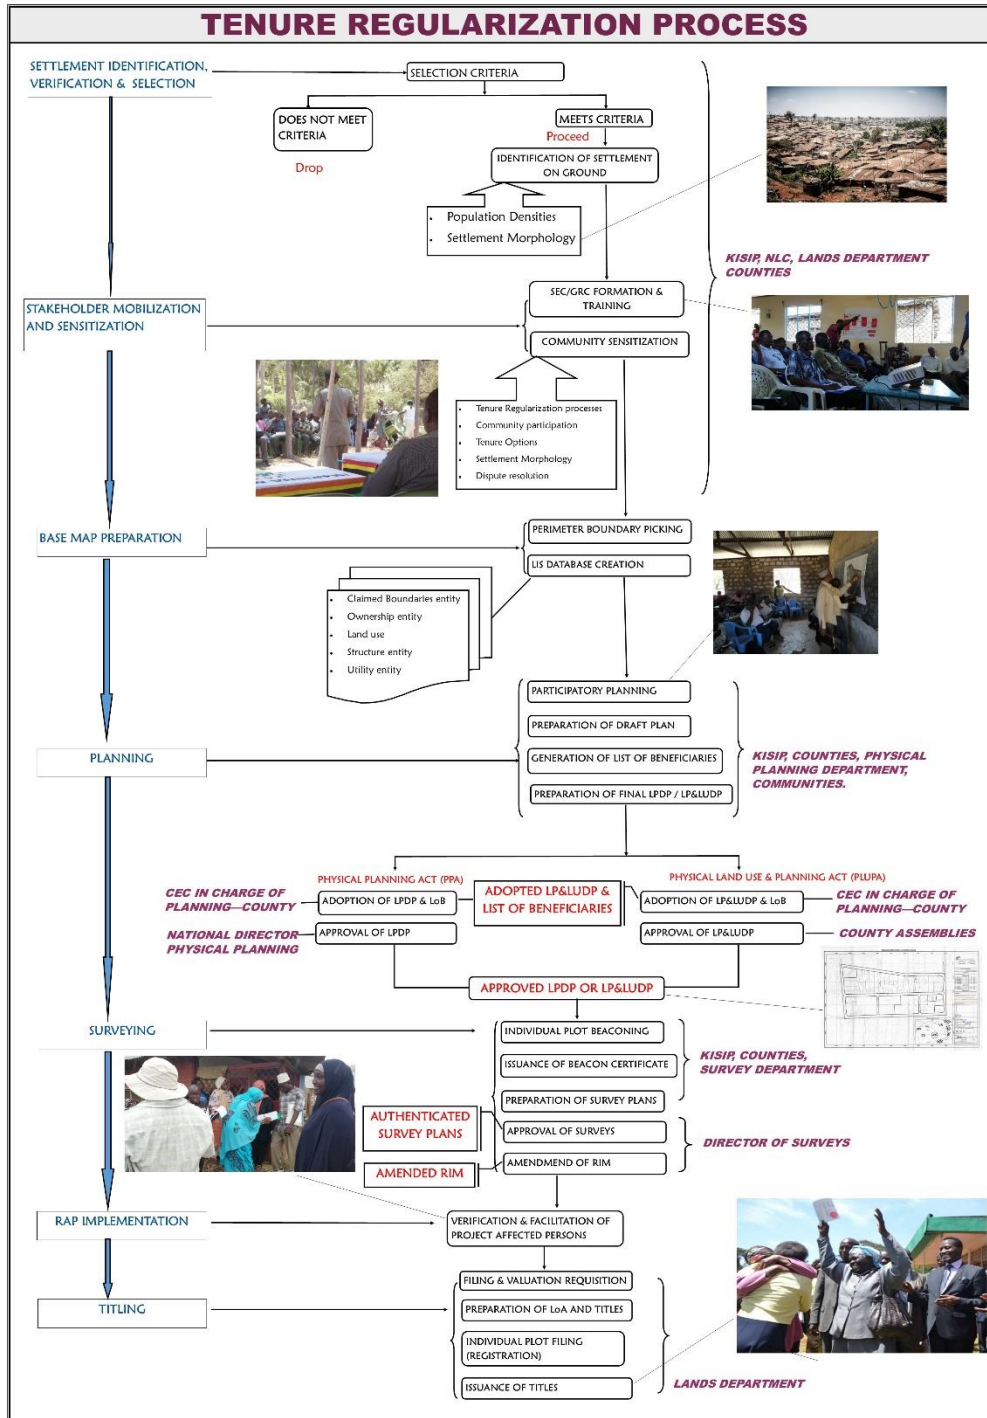 TENURE REGULARIZATION PROCESS
SETTLEMENT IDENTIFICATION,
VERIFICATION & SELECTION
SELECTION CRITERIA
DOES NOT MEET
CRITERIA
Drop
MEETS CRITERIA
Proceed
IDENTIFICATION OF SETTLEMENT
ON GROUND
• Population Densities
• Settlement Morphology
KISIP, NLC, LANDS DEPARTMENT
COUNTIES
STAKEHOLDER MOBILIZATION
AND SENSITIZATION
SEC/GRC FORMATION &
TRAINING
COMMUNITY SENSITIZATION
• Tenure Regularization processes
• Community participation
• Tenure Options
• Settlement Morphology
• Dispute resolution
BASE MAP PREPARATION
PERIMETER BOUNDARY PICKING
LIS DATABASE CREATION
• Claimed Boundaries entity
• Ownership entity
• Land use
• Structure entity
• Utility entity
PLANNING
PARTICIPATORY PLANNING
PREPARATION OF DRAFT PLAN
GENERATION OF LIST OF BENEFICIARIES
PREPARATION OF FINAL LPDP / LP&LUDP
KISIP, COUNTIES, PHYSICAL
PLANNING DEPARTMENT,
COMMUNITIES.
PHYSICAL PLANNING ACT (PPA)
PHYSICAL LAND USE & PLANNING ACT (PLUPA)
CEC IN CHARGE OF
PLANNING—COUNTY
ADOPTION OF LPDP & LoB
ADOPTED LP&LUDP &
LIST OF BENEFICIARIES
ADOPTION OF LP&LUDP & LoB
CEC IN CHARGE OF
PLANNING—COUNTY
NATIONAL DIRECTOR
PHYSICAL PLANNING
APPROVAL OF LPDP
APPROVAL OF LP&LUDP
COUNTY ASSEMBLIES
APPROVED LPDP OR LP&LUDP
SURVEYING
INDIVIDUAL PLOT BEACONING
ISSUANCE OF BEACON CERTIFICATE
PREPARATION OF SURVEY PLANS
KISIP, COUNTIES,
SURVEY DEPARTMENT
AUTHENTICATED
SURVEY PLANS
APPROVAL OF SURVEYS
AMENDED RIM
AMENDMEND OF RIM
DIRECTOR OF SURVEYS
RAP IMPLEMENTATION
VERIFICATION & FACILITATION OF
PROJECT AFFECTED PERSONS
TITLING
FILING & VALUATION REQUISITION
PREPARATION OF LoA AND TITLES
INDIVIDUAL PLOT FILING
(REGISTRATION)
ISSUANCE OF TITLES
LANDS DEPARTMENT